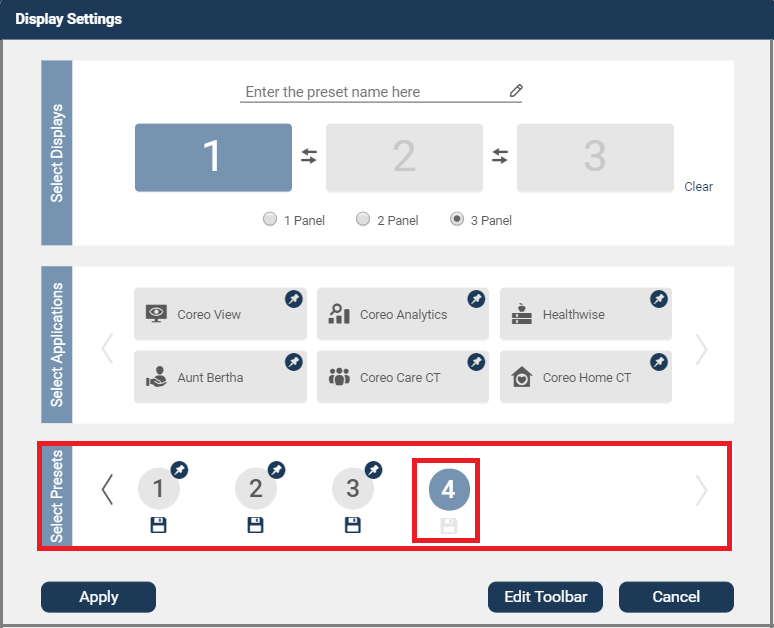 Display Settings
Select Displays
Enter the preset name here
1
2
3
Clear
1 Panel
2 Panel
3 Panel
Select Applications
Coreo View
Coreo Analytics
Healthwise
Aunt Bertha
Coreo Care CT
Coreo Home CT
Select Presets
1
2
3
4
Apply
Edit Toolbar
Cancel